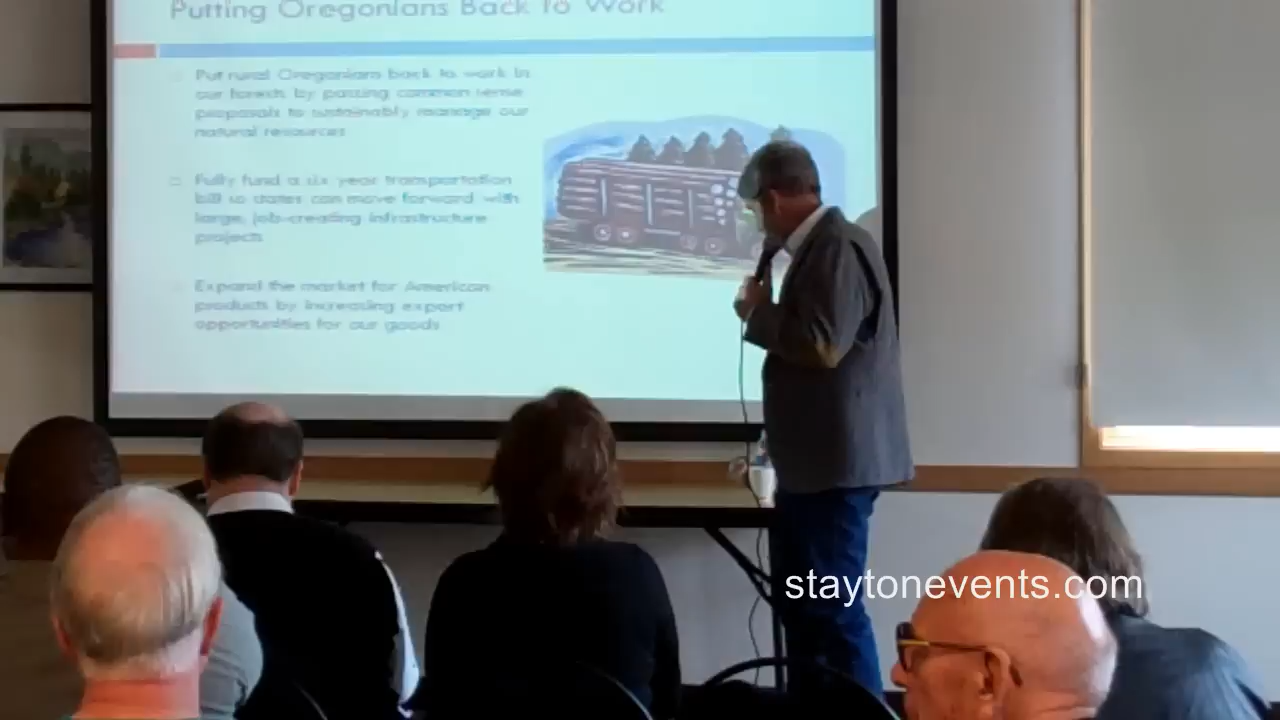 Putting Oregonians Back to Work
Put rural Oregonians back to work in
our forests by passing common sense
proposals to sustainably manage our
natural resources
Fully fund a six year transportation
bill so states can move forward with
large, job-creating infrastructure
projects
Expand the market for American
products by increasing export
opportunities for our goods
staytonevents.com